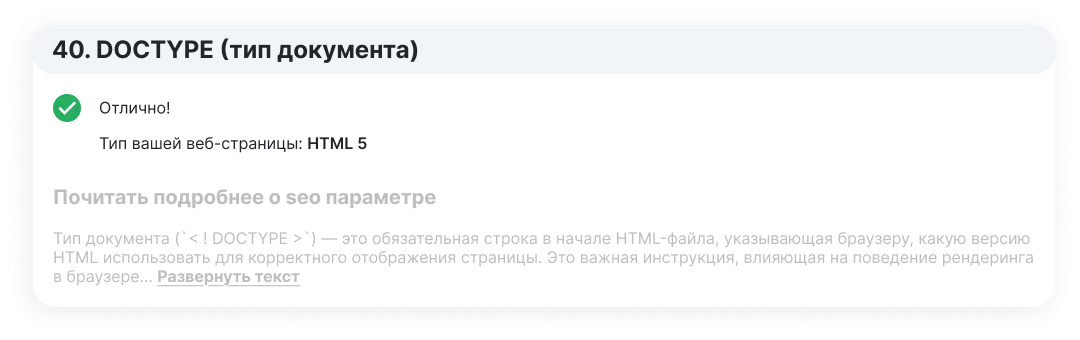 40. DOCTYPE (тип документа)
Отлично!
Тип вашей веб-страницы: HTML 5
Почитать подробнее о seo параметре
Тип документа (`< ! DOCTYPE >`) — это обязательная строка в начале HTML-файла, указывающая браузеру, какую версию
HTML использовать для корректного отображения страницы. Это важная инструкция, влияющая на поведение рендеринга
в браузере... Развернуть текст